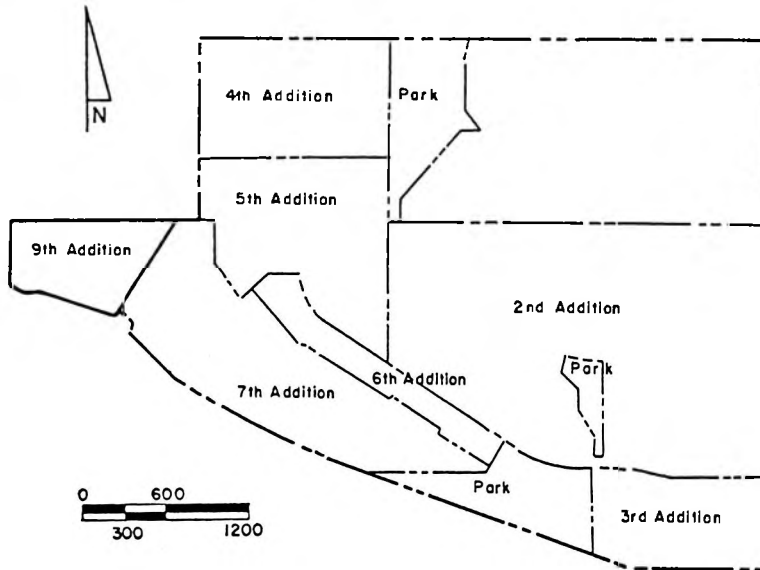 4th Addition
Park
N
5th Addition
9th Addition
2nd Addition
Park
6th Addition
7th Addition
Park
0 600
300 1200
3rd Addition